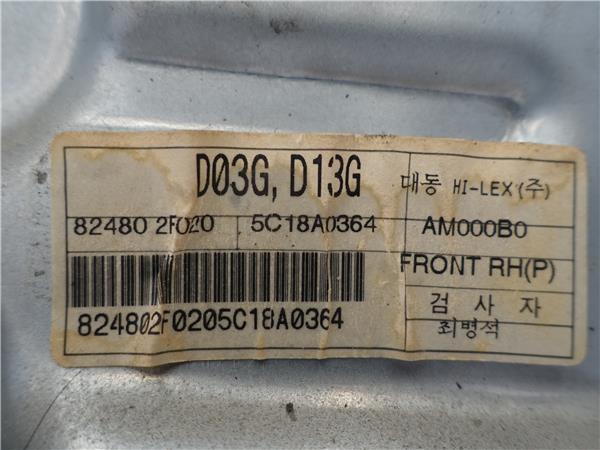 D03G, D13G
대동 HI-LEX(주)
82480 2F020
5C18A0364
AM000B0
FRONT RH(P)
824802F0205C18A0364
검 사 자
최병석